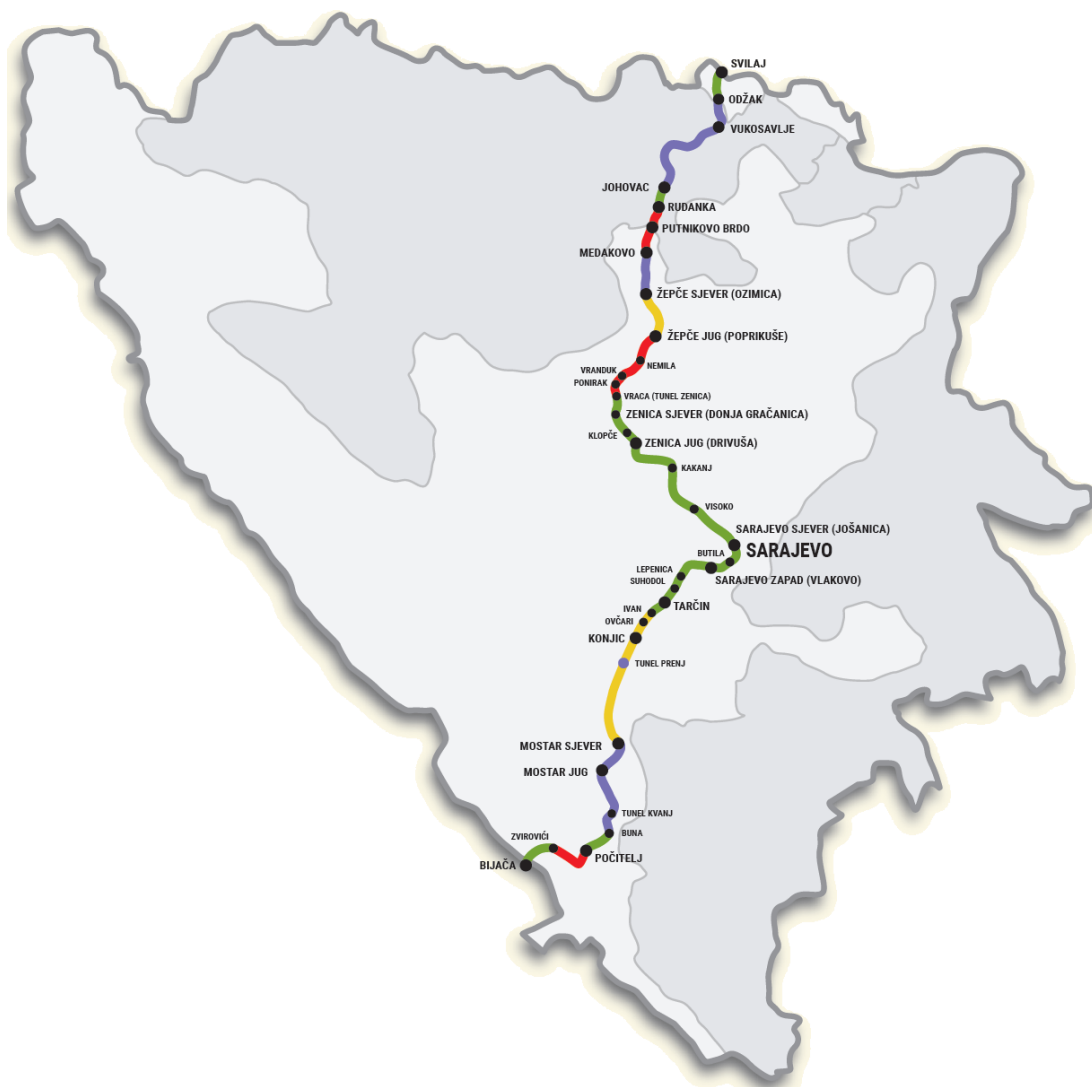 SVILAJ
ODŽAK
VUKOSAVLJE
JOHOVAC
RUDANKA
PUTNIKOVO BRDO
MEDAKOVO
ŽEPČE SJEVER (OZIMICA)
ŽEPČE JUG (POPRIKUŠE)
NEMILA
VRANDUK
PONIRAK
VRACA (TUNEL ZENICA)
ZENICA SJEVER (DONJA GRAČANICA)
KLOPČE
ZENICA JUG (DRIVUŠA)
KAKANJ
VISOKO
SARAJEVO SJEVER (JOŠANICA)
SARAJEVO
BUTILA
LEPENICA
SARAJEVO ZAPAD (VLAKOVO)
SUHODOL
TARČIN
IVAN
OVČARI
KONJIC
TUNEL PRENJ
MOSTAR SJEVER
MOSTAR JUG
TUNEL KVANJ
BUNA
ZVIROVIĆI
POČITELJ
BIJAČA